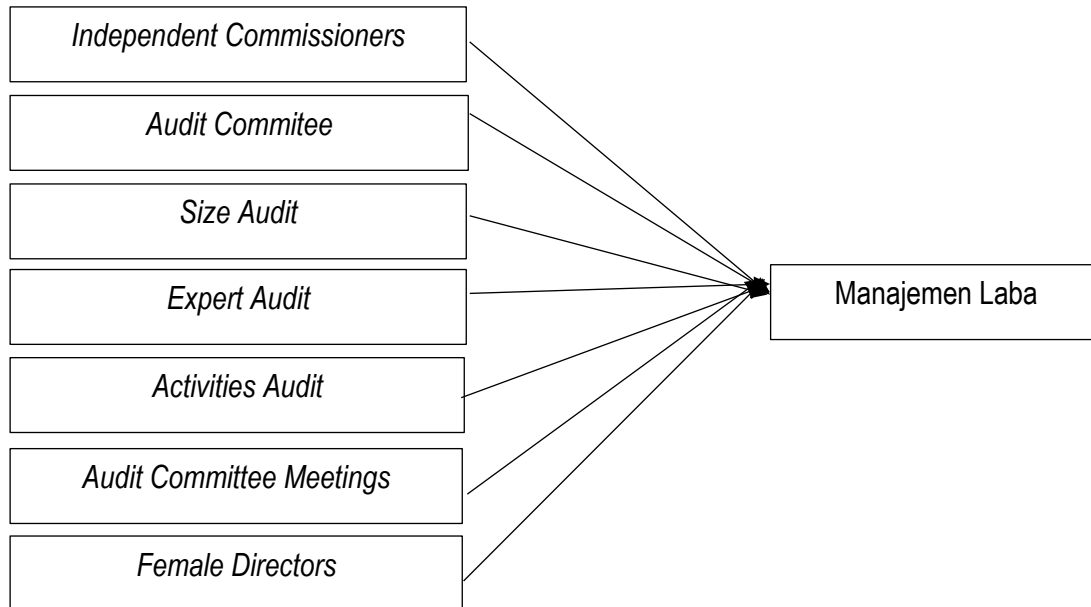 Independent Commissioners
Audit Commitee
Size Audit
Expert Audit
Activities Audit
Audit Committee Meetings
Female Directors
Manajemen Laba